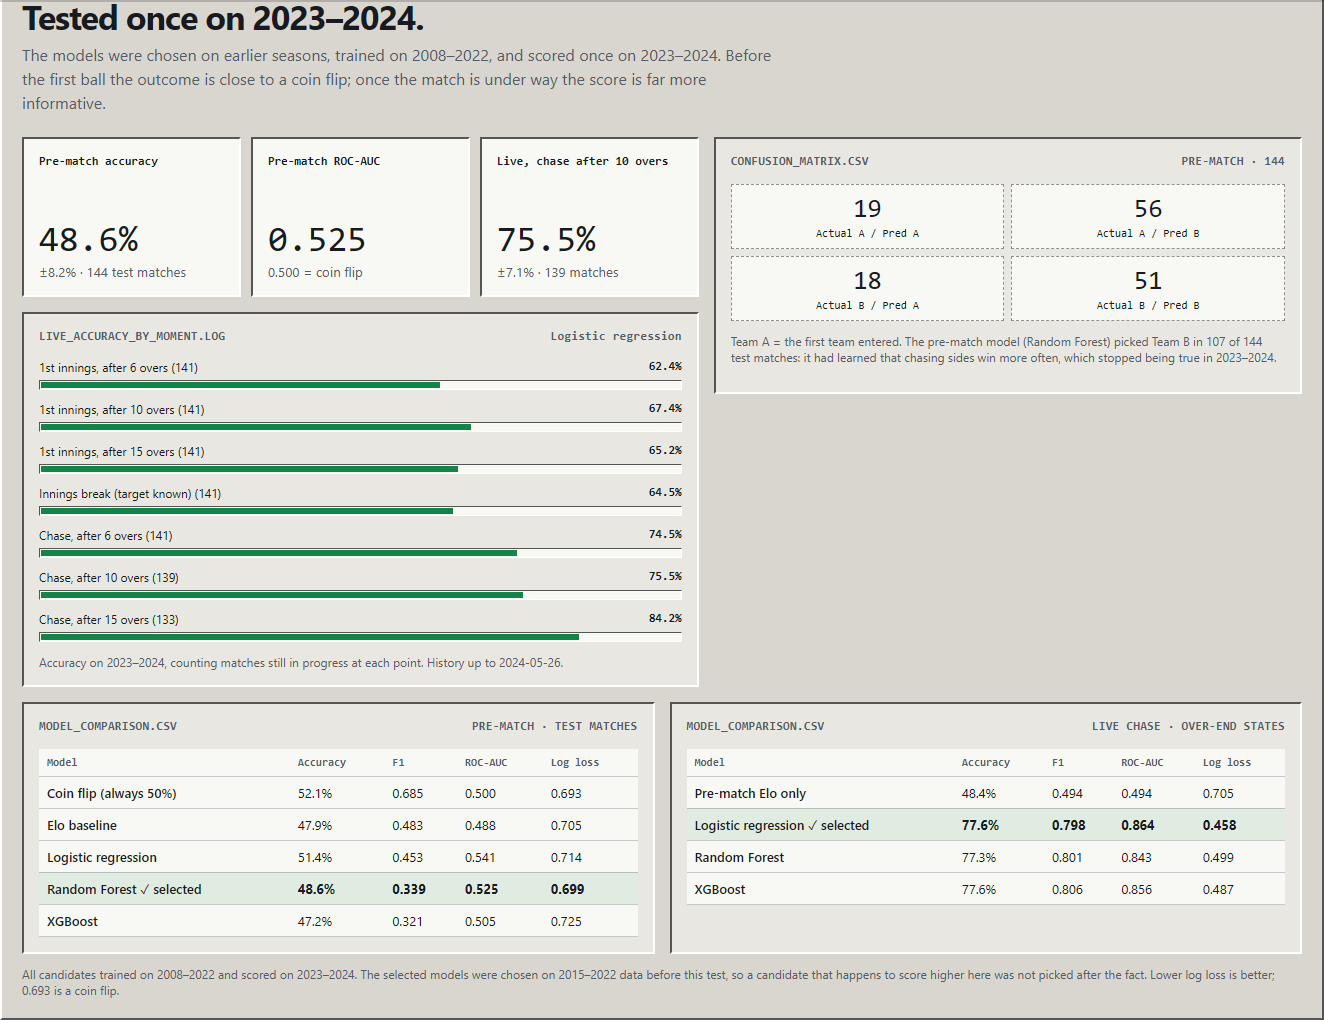 Tested once on 2023–2024.
The models were chosen on earlier seasons, trained on 2008–2022, and scored once on 2023–2024. Before
the first ball the outcome is close to a coin flip; once the match is under way the score is far more
informative.
Pre-match accuracy
48.6%
±8.2% · 144 test matches
Pre-match ROC-AUC
0.525
0.500 = coin flip
Live, chase after 10 overs
75.5%
±7.1% · 139 matches
CONFUSION_MATRIX.CSV PRE-MATCH · 144
19 56
Actual A / Pred A Actual A / Pred B
18 51
Actual B / Pred A Actual B / Pred B
Team A = the first team entered. The pre-match model (Random Forest) picked Team B in 107 of 144
test matches: it had learned that chasing sides win more often, which stopped being true in 2023–2024.
LIVE_ACCURACY_BY_MOMENT.LOG Logistic regression
1st innings, after 6 overs (141) 62.4%
1st innings, after 10 overs (141) 67.4%
1st innings, after 15 overs (141) 65.2%
Innings break (target known) (141) 64.5%
Chase, after 6 overs (141) 74.5%
Chase, after 10 overs (139) 75.5%
Chase, after 15 overs (133) 84.2%
Accuracy on 2023–2024, counting matches still in progress at each point. History up to 2024-05-26.
MODEL_COMPARISON.CSV PRE-MATCH · TEST MATCHES
Model Accuracy F1 ROC-AUC Log loss
Coin flip (always 50%) 52.1% 0.685 0.500 0.693
Elo baseline 47.9% 0.483 0.488 0.705
Logistic regression 51.4% 0.453 0.541 0.714
Random Forest ✓ selected 48.6% 0.339 0.525 0.699
XGBoost 47.2% 0.321 0.505 0.725
MODEL_COMPARISON.CSV LIVE CHASE · OVER-END STATES
Model Accuracy F1 ROC-AUC Log loss
Pre-match Elo only 48.4% 0.494 0.494 0.705
Logistic regression ✓ selected 77.6% 0.798 0.864 0.458
Random Forest 77.3% 0.801 0.843 0.499
XGBoost 77.6% 0.806 0.856 0.487
All candidates trained on 2008–2022 and scored on 2023–2024. The selected models were chosen on 2015–2022 data before this test, so a candidate that happens to score higher here was not picked after the fact. Lower log loss is better;
0.693 is a coin flip.